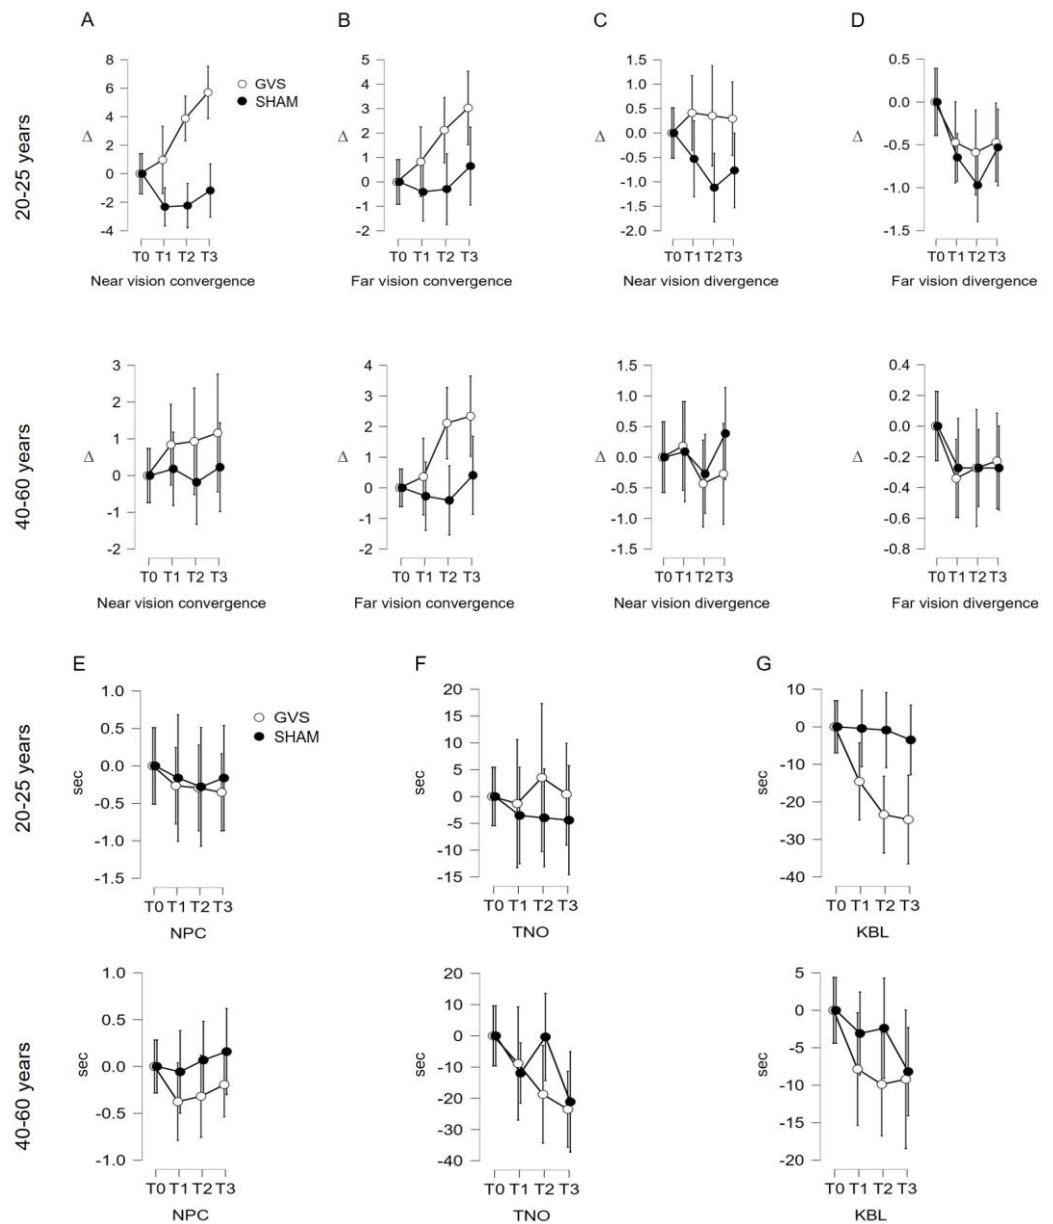 A B C D
20-25 years
8
6
4
2
0
-2
-4
Δ
GVS
SHAM
T0 T1 T2 T3
Near vision convergence
5
4
3
2
1
0
-1
-2
Δ
T0 T1 T2 T3
Far vision convergence
1.5
1.0
0.5
0.0
-0.5
-1.0
-1.5
-2.0
Δ
T0 T1 T2 T3
Near vision divergence
0.5
0.0
-0.5
-1.0
-1.5
Δ
T0 T1 T2 T3
Far vision divergence
40-60 years
3
2
1
0
-1
-2
Δ
T0 T1 T2 T3
Near vision convergence
4
3
2
1
0
-1
-2
Δ
T0 T1 T2 T3
Far vision convergence
1.5
1.0
0.5
0.0
-0.5
-1.0
-1.5
Δ
T0 T1 T2 T3
Near vision divergence
0.4
0.2
0.0
-0.2
-0.4
-0.6
-0.8
Δ
T0 T1 T2 T3
Far vision divergence
E F G
20-25 years
1.0
0.5
0.0
-0.5
-1.0
-1.5
sec
GVS
SHAM
T0 T1 T2 T3
NPC
20
15
10
5
0
-5
-10
-15
sec
T0 T1 T2 T3
TNO
10
0
-10
-20
-30
-40
sec
T0 T1 T2 T3
KBL
40-60 years
1.0
0.5
0.0
-0.5
-1.0
sec
T0 T1 T2 T3
NPC
20
10
0
-10
-20
-30
-40
sec
T0 T1 T2 T3
TNO
5
0
-5
-10
-15
-20
sec
T0 T1 T2 T3
KBL